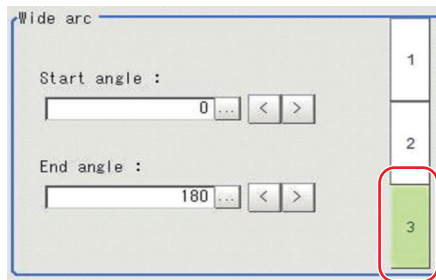 Wide arc
1
Start angle :
0 ... < >
2
End angle :
180 ... < >
3